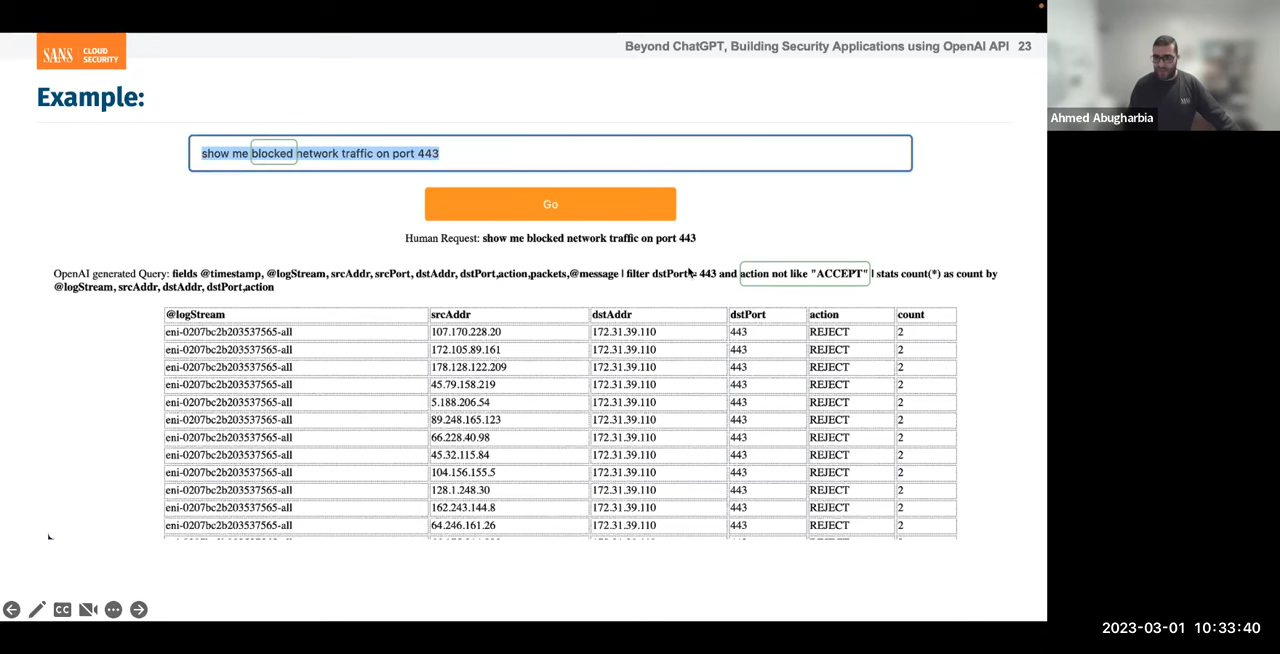 SANS CLOUD SECURITY
Beyond ChatGPT, Building Security Applications using OpenAI API 23
Example:
show me blocked network traffic on port 443
Go
Human Request: show me blocked network traffic on port 443
OpenAI generated Query: fields @timestamp, @logStream, srcAddr, srcPort, dstAddr, dstPort,action,packets,@message | filter dstPort = 443 and action not like "ACCEPT" | stats count(*) as count by
@logStream, srcAddr, dstAddr, dstPort,action
@logStream srcAddr dstAddr dstPort action count
eni-0207bc2b203537565-all 107.170.228.20 172.31.39.110 443 REJECT 2
eni-0207bc2b203537565-all 172.105.89.161 172.31.39.110 443 REJECT 2
eni-0207bc2b203537565-all 178.128.122.209 172.31.39.110 443 REJECT 2
eni-0207bc2b203537565-all 45.79.158.219 172.31.39.110 443 REJECT 2
eni-0207bc2b203537565-all 5.188.206.54 172.31.39.110 443 REJECT 2
eni-0207bc2b203537565-all 89.248.165.123 172.31.39.110 443 REJECT 2
eni-0207bc2b203537565-all 66.228.40.98 172.31.39.110 443 REJECT 2
eni-0207bc2b203537565-all 45.32.115.84 172.31.39.110 443 REJECT 2
eni-0207bc2b203537565-all 104.156.155.5 172.31.39.110 443 REJECT 2
eni-0207bc2b203537565-all 128.1.248.30 172.31.39.110 443 REJECT 2
eni-0207bc2b203537565-all 162.243.144.8 172.31.39.110 443 REJECT 2
eni-0207bc2b203537565-all 64.246.161.26 172.31.39.110 443 REJECT 2
Ahmed Abugharbia
CC
2023-03-01 10:33:40